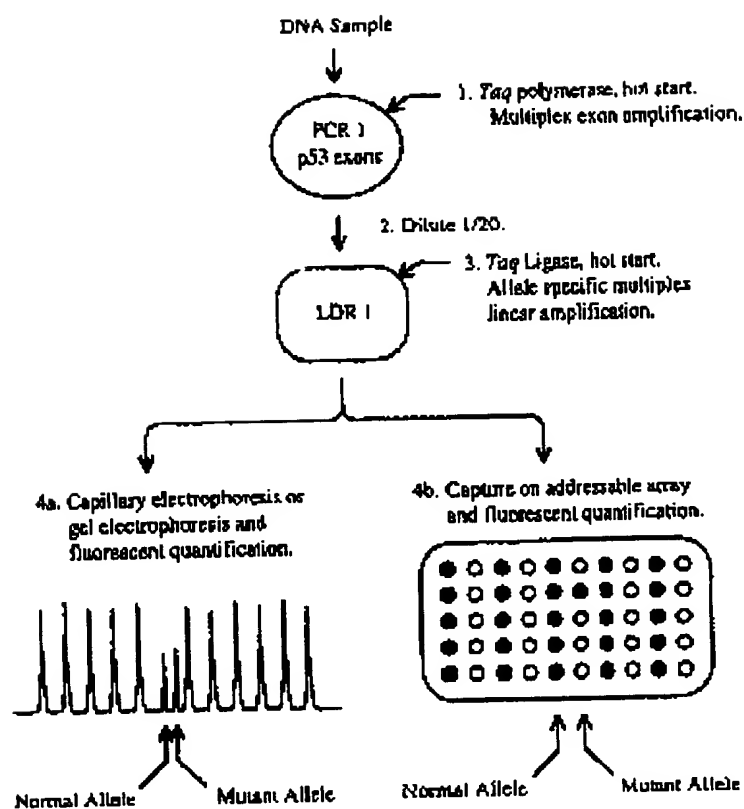 DNA Sample
1. Taq polymerase, hot start.
Multiplex exon amplification.
PCR 1
p53 exons
2. Dilute 1/20.
3. Taq Ligase, hot start.
Allele specific multiplex
linear amplification.
LDR 1
4a. Capillary electrophoresis or
gel electrophoresis and
fluorescent quantification.
4b. Capture on addressable array
and fluorescent quantification.
Normal Allele
Mutant Allele
Normal Allele
Mutant Allele